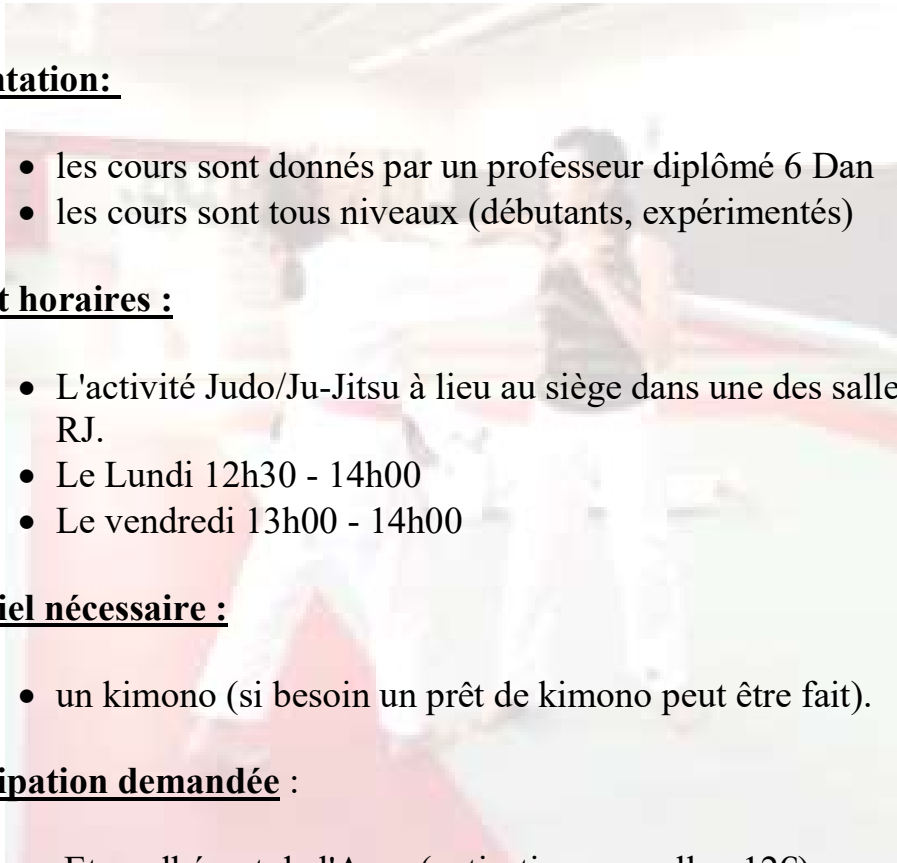 ntation:
• les cours sont donnés par un professeur diplômé 6 Dan
• les cours sont tous niveaux (débutants, expérimentés)
t horaires :
• L'activité Judo/Ju-Jitsu à lieu au siège dans une des salle
RJ.
• Le Lundi 12h30 - 14h00
• Le vendredi 13h00 - 14h00
iel nécessaire :
• un kimono (si besoin un prêt de kimono peut être fait).
ipation demandée :